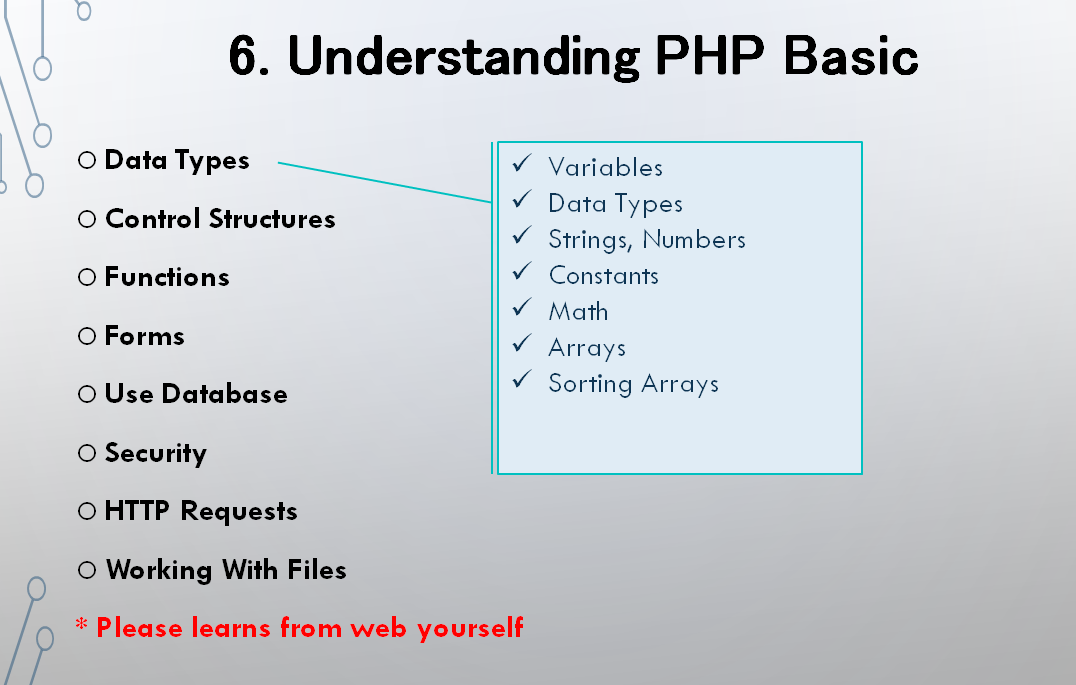 6. Understanding PHP Basic
Data Types
Control Structures
Functions
Forms
Use Database
Security
HTTP Requests
Working With Files
* Please learns from web yourself
Variables
Data Types
Strings, Numbers
Constants
Math
Arrays
Sorting Arrays